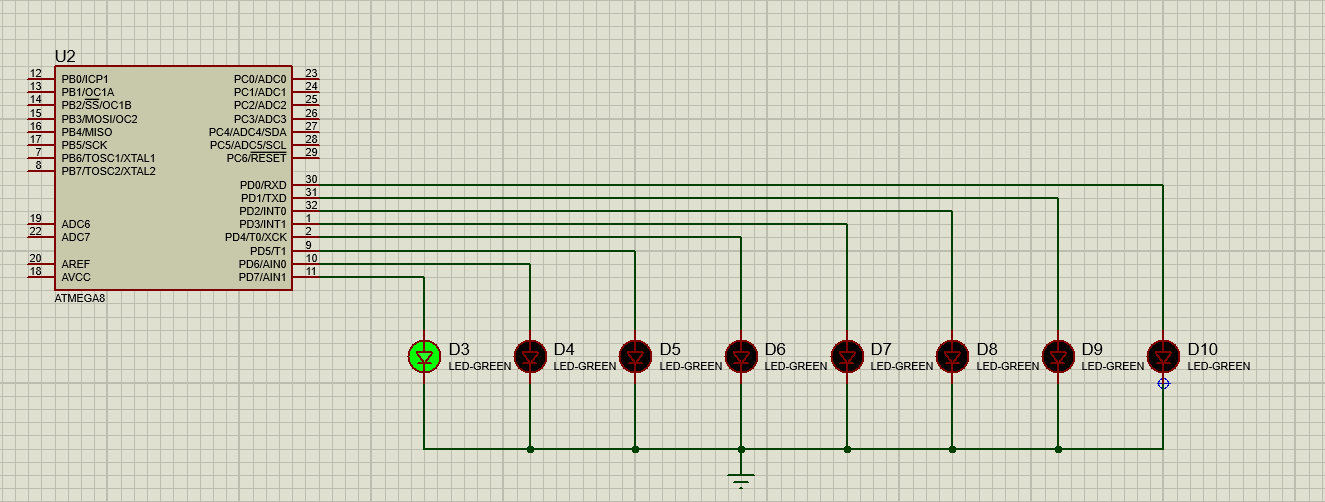 U2
12 PB0/ICP1 PC0/ADC0 23
13 PB1/OC1A PC1/ADC1 24
14 PB2/SS/OC1B PC2/ADC2 25
15 PB3/MOSI/OC2 PC3/ADC3 26
16 PB4/MISO PC4/ADC4/SDA 27
17 PB5/SCK PC5/ADC5/SCL 28
7 PB6/TOSC1/XTAL1 PC6/RESET 29
8 PB7/TOSC2/XTAL2
PD0/RXD 30
PD1/TXD 31
PD2/INT0 32
19 ADC6 PD3/INT1 1
22 ADC7 PD4/T0/XCK 2
PD5/T1 9
20 AREF PD6/AIN0 10
18 AVCC PD7/AIN1 11
ATMEGA8
D3 D4 D5 D6 D7 D8 D9 D10
LED-GREEN LED-GREEN LED-GREEN LED-GREEN LED-GREEN LED-GREEN LED-GREEN LED-GREEN